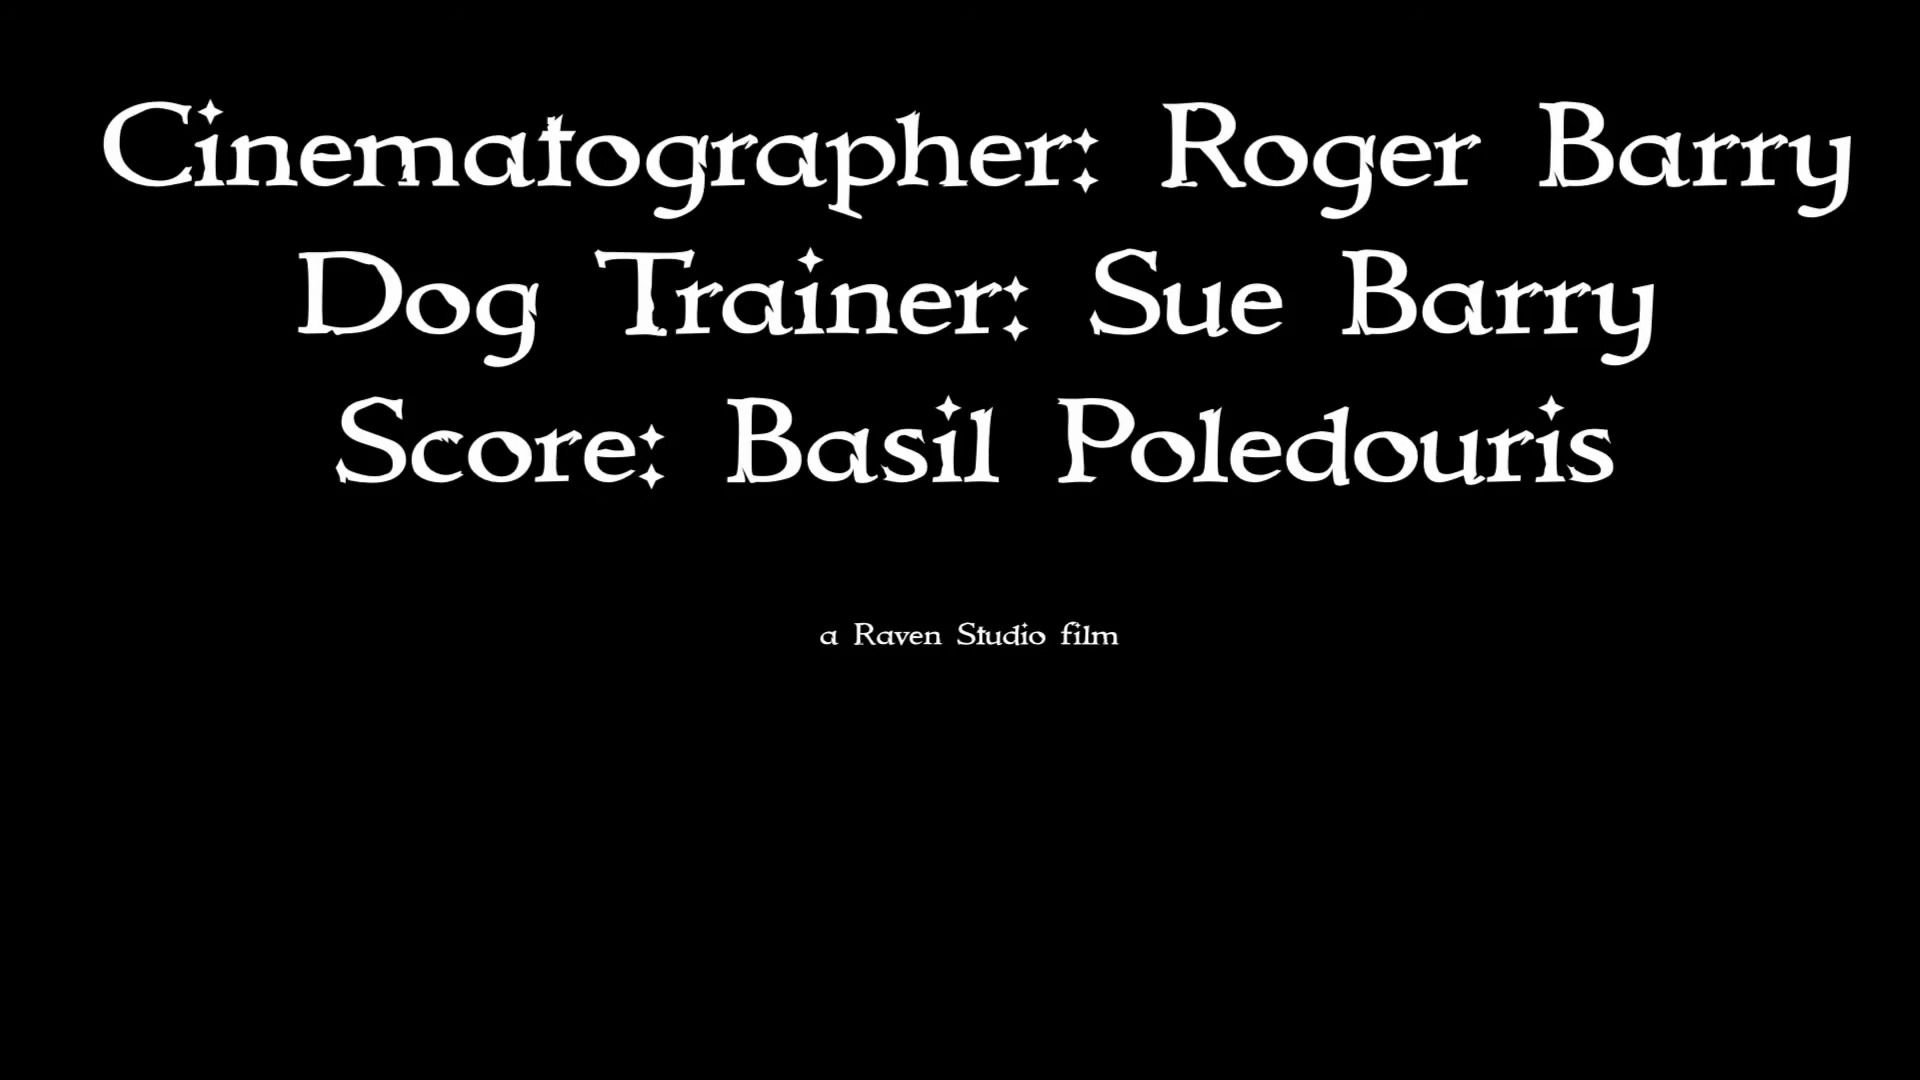 Cinematographer: Roger Barry
Dog Trainer: Sue Barry
Score: Basil Poledouris
a Raven Studio film